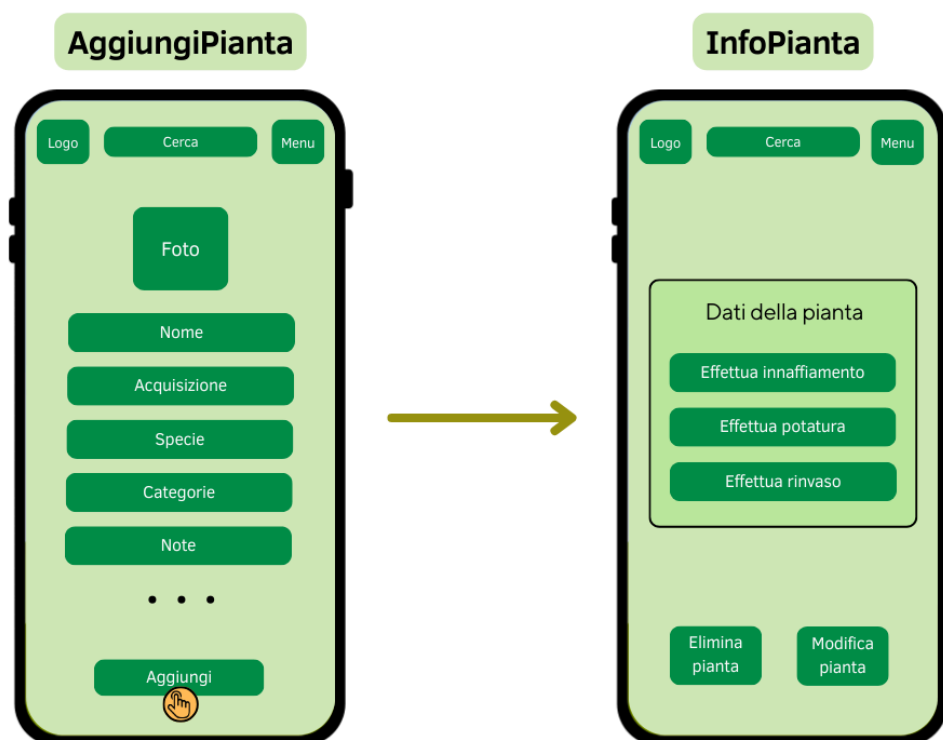 AggiungiPianta
Logo
Cerca
Menu
Foto
Nome
Acquisizione
Specie
Categorie
Note
• • •
Aggiungi
InfoPianta
Logo
Cerca
Menu
Dati della pianta
Effettua innaffiamento
Effettua potatura
Effettua rinvaso
Elimina
pianta
Modifica
pianta